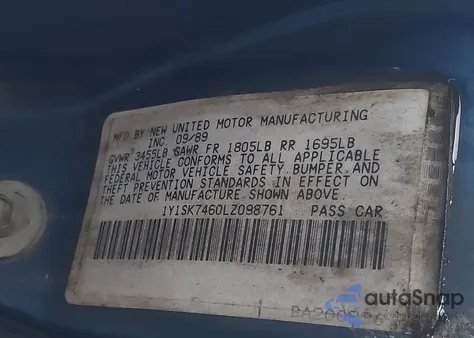 MFD BY NEW UNITED MOTOR MANUFACTURING
INC 09/89
GVWR 3455LB GAWR FR 1805LB RR 1695LB
THIS VEHICLE CONFORMS TO ALL APPLICABLE
FEDERAL MOTOR VEHICLE SAFETY, BUMPER, AND
THEFT PREVENTION STANDARDS IN EFFECT ON
THE DATE OF MANUFACTURE SHOWN ABOVE.
1Y1SK7460LZ098761 PASS CAR
autoSnap